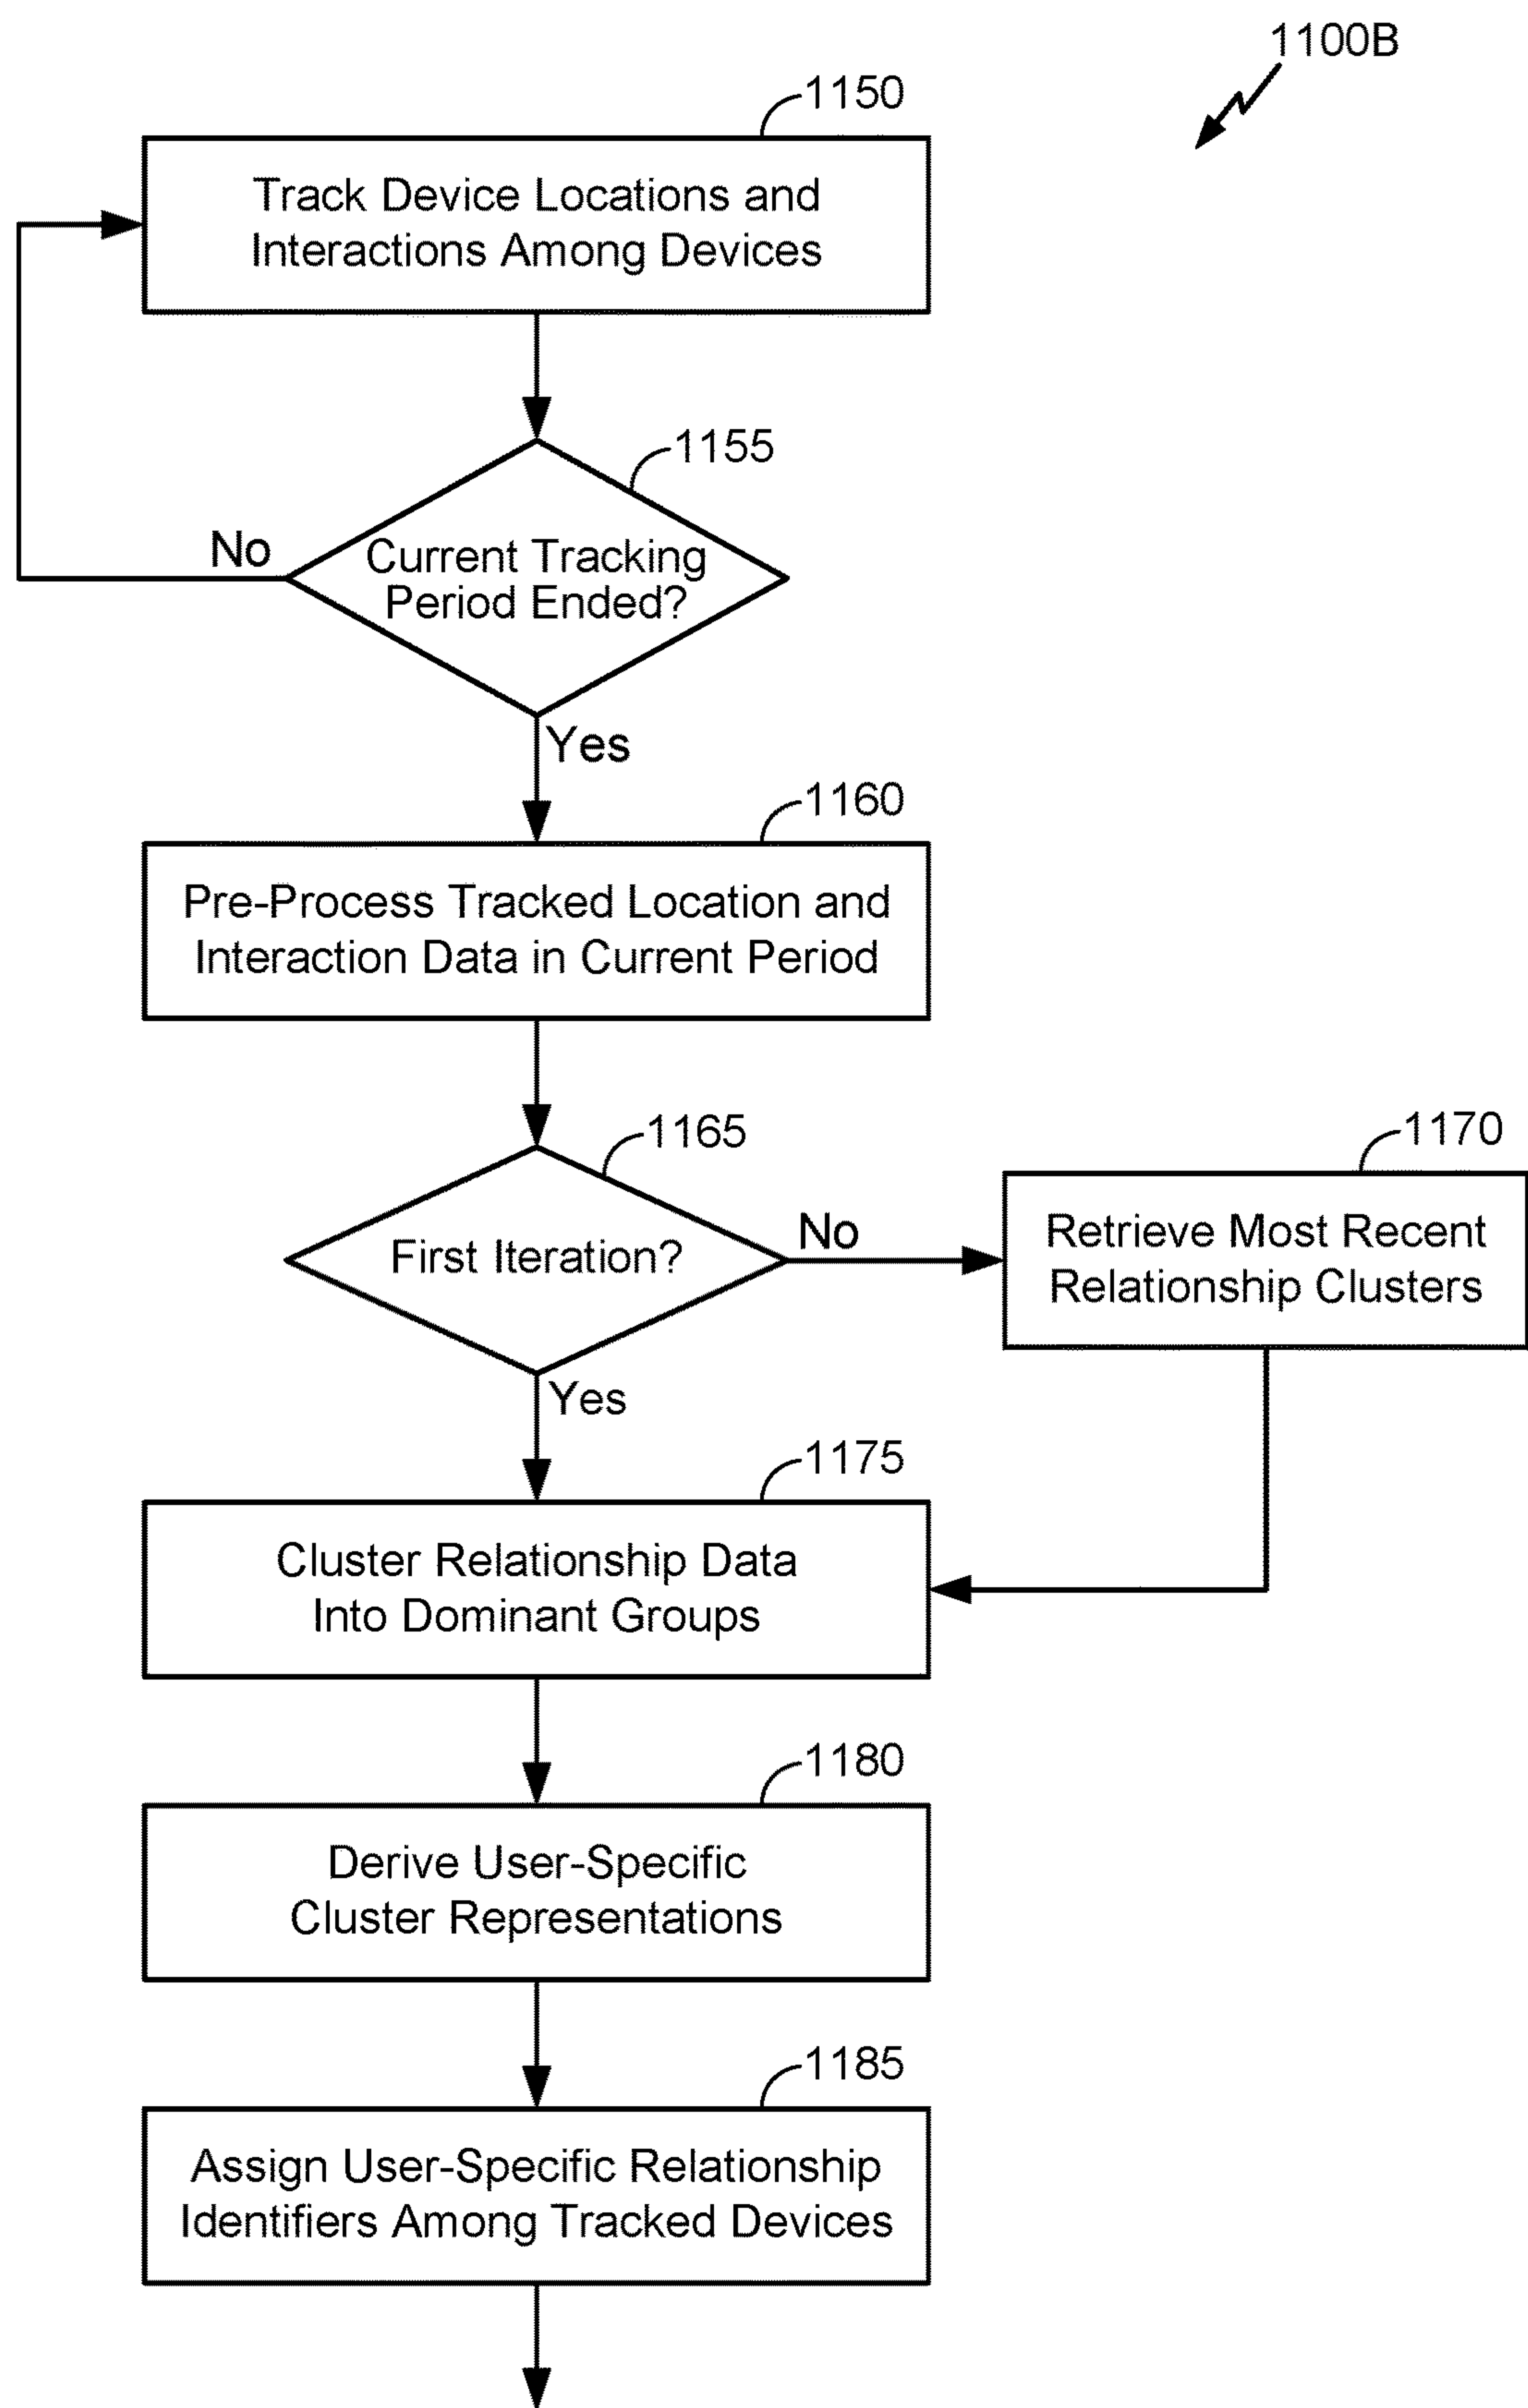 1100B
1150
Track Device Locations and
Interactions Among Devices
1155
No
Current Tracking
Period Ended?
Yes
1160
Pre-Process Tracked Location and
Interaction Data in Current Period
1165
First Iteration?
No
1170
Retrieve Most Recent
Relationship Clusters
Yes
1175
Cluster Relationship Data
Into Dominant Groups
1180
Derive User-Specific
Cluster Representations
1185
Assign User-Specific Relationship
Identifiers Among Tracked Devices